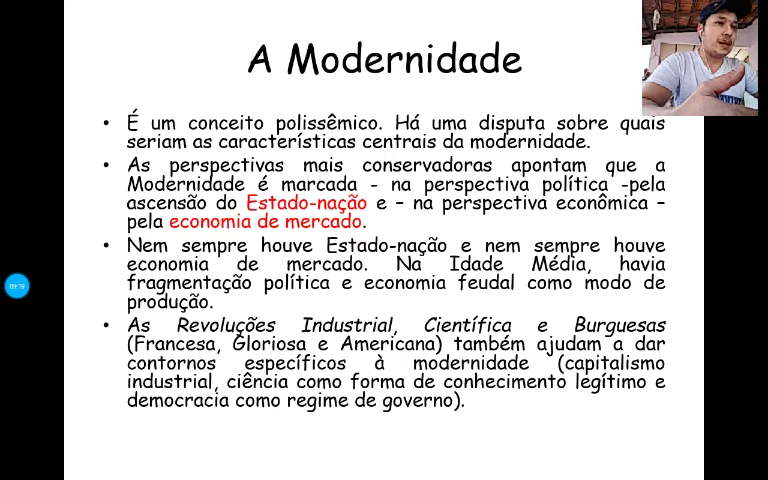 A Modernidade
• É um conceito polissêmico. Há uma disputa sobre quais
seriam as características centrais da modernidade.
• As perspectivas mais conservadoras apontam que a
Modernidade é marcada - na perspectiva política -pela
ascensão do Estado-nação e – na perspectiva econômica –
pela economia de mercado.
• Nem sempre houve Estado-nação e nem sempre houve
economia de mercado. Na Idade Média, havia
fragmentação política e economia feudal como modo de
produção.
• As Revoluções Industrial, Científica e Burguesas
(Francesa, Gloriosa e Americana) também ajudam a dar
contornos específicos à modernidade (capitalismo
industrial, ciência como forma de conhecimento legítimo e
democracia como regime de governo).
09:19